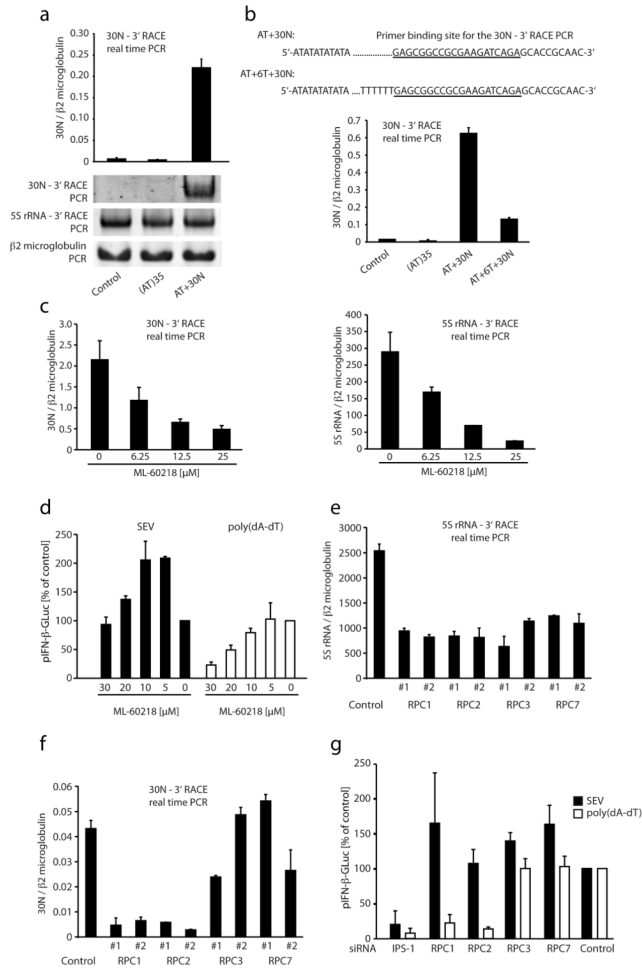 a
30N - 3′ RACE
real time PCR
30N / β2 microglobulin
0.3
0.2
0.1
0
30N - 3′ RACE
PCR
5S rRNA - 3′ RACE
PCR
β2 microglobulin
PCR
Control
(AT)35
AT+30N
b
AT+30N: Primer binding site for the 30N - 3′ RACE PCR
5′-ATATATATATA ..................GAGCGGCCGCGAAGATCAGAGCACCGCAAC-3′
AT+6T+30N:
5′-ATATATATATA ....TTTTTTGAGCGGCCGCGAAGATCAGAGCACCGCAAC-3′
30N - 3′ RACE
real time PCR
30N / β2 microglobulin
0.7
0.6
0.5
0.4
0.3
0.2
0.1
0
Control
(AT)35
AT+30N
AT+6T+30N
c
30N - 3′ RACE
real time PCR
30N / β2 microglobulin
3.0
2.5
2.0
1.5
1.0
0.5
0
0 6.25 12.5 25
ML-60218 [µM]
5S rRNA - 3′ RACE
real time PCR
5S rRNA / β2 microglobulin
400
350
300
250
200
150
100
50
0
0 6.25 12.5 25
ML-60218 [µM]
d
SEV poly(dA-dT)
pIFN-β-GLuc [% of control]
250
200
150
100
50
0
30 20 10 5 0 30 20 10 5 0
ML-60218 [µM] ML-60218 [µM]
e
5S rRNA - 3′ RACE
real time PCR
5S rRNA / β2 microglobulin
3000
2500
2000
1500
1000
500
0
#1 #2 #1 #2 #1 #2 #1 #2
Control RPC1 RPC2 RPC3 RPC7
f
30N - 3′ RACE
real time PCR
30N / β2 microglobulin
0.06
0.05
0.04
0.03
0.02
0.01
0
#1 #2 #1 #2 #1 #2 #1 #2
Control RPC1 RPC2 RPC3 RPC7
g
SEV
poly(dA-dT)
pIFN-β-GLuc [% of control]
250
200
150
100
50
0
siRNA IPS-1 RPC1 RPC2 RPC3 RPC7 Control